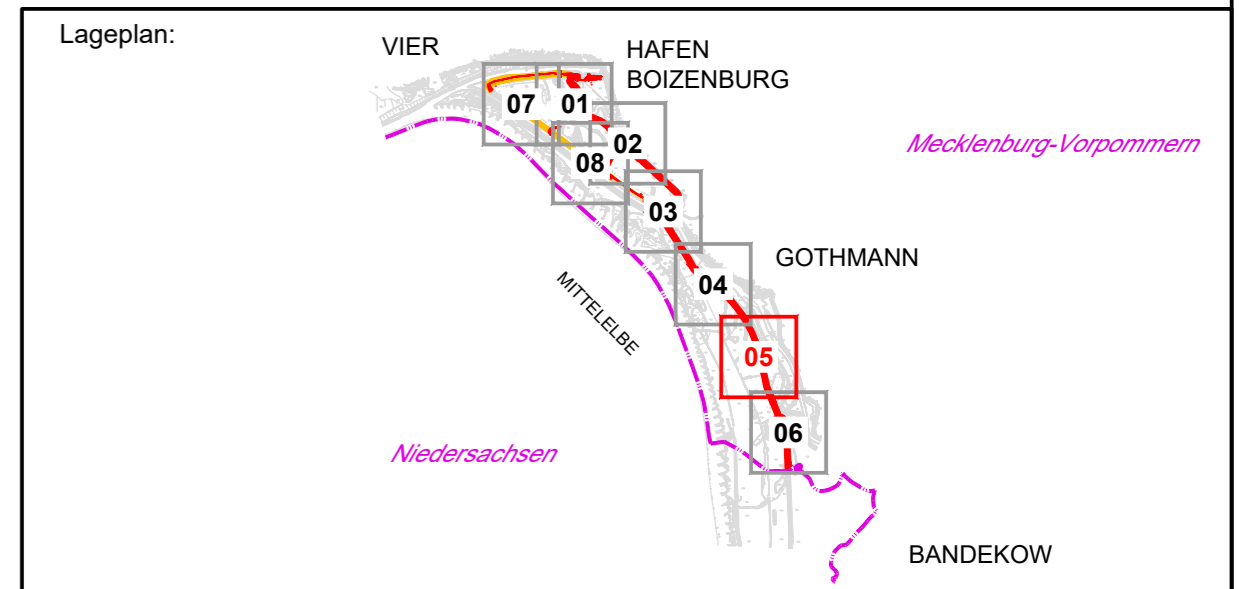 Lageplan:
VIER
HAFEN
BOIZENBURG
07
01
02
Mecklenburg-Vorpommern
08
03
GOTHMANN
04
MITTELELBE
05
06
Niedersachsen
BANDEKOW